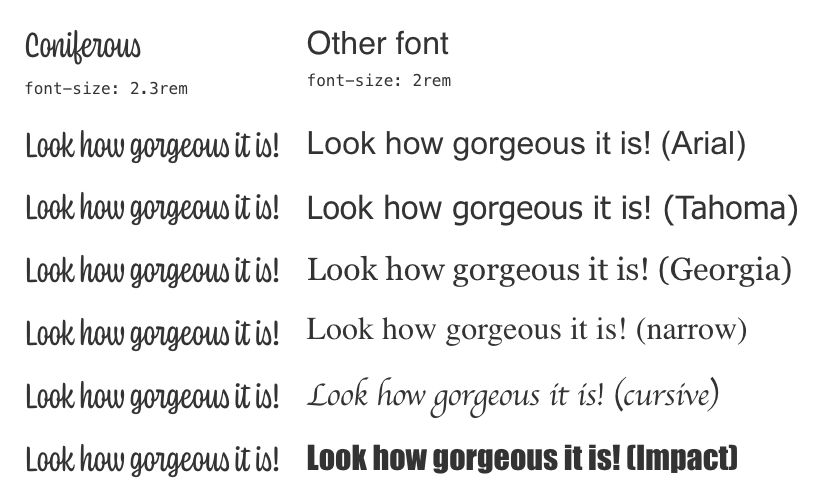 Coniferous Other font
font-size: 2.3rem font-size: 2rem
Look how gorgeous it is! Look how gorgeous it is! (Arial)
Look how gorgeous it is! Look how gorgeous it is! (Tahoma)
Look how gorgeous it is! Look how gorgeous it is! (Georgia)
Look how gorgeous it is! Look how gorgeous it is! (narrow)
Look how gorgeous it is! Look how gorgeous it is! (cursive)
Look how gorgeous it is! Look how gorgeous it is! (Impact)